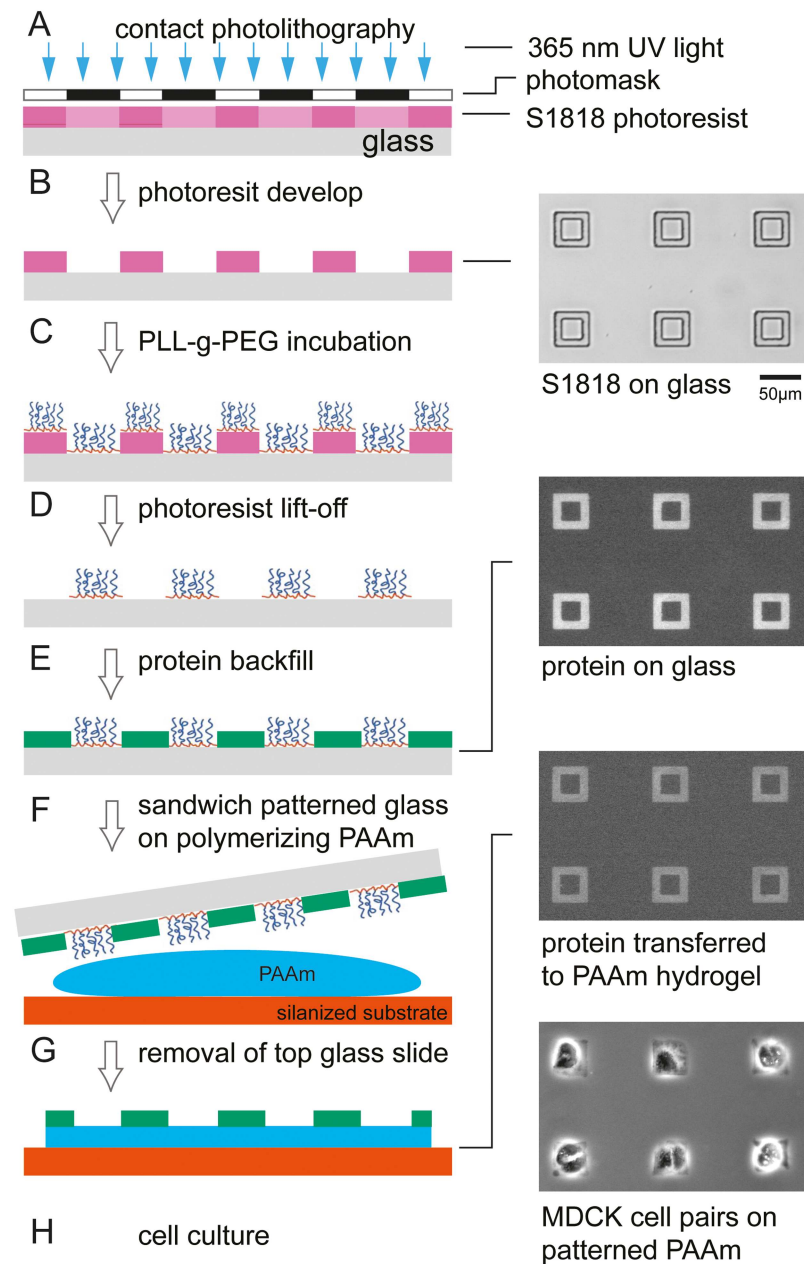 A
contact photolithography
365 nm UV light
photomask
S1818 photoresist
glass
B
photoresit develop
S1818 on glass
50µm
C
PLL-g-PEG incubation
D
photoresist lift-off
protein on glass
E
protein backfill
F
sandwich patterned glass
on polymerizing PAAm
PAAm
silanized substrate
protein transferred
to PAAm hydrogel
G
removal of top glass slide
H
cell culture
MDCK cell pairs on
patterned PAAm